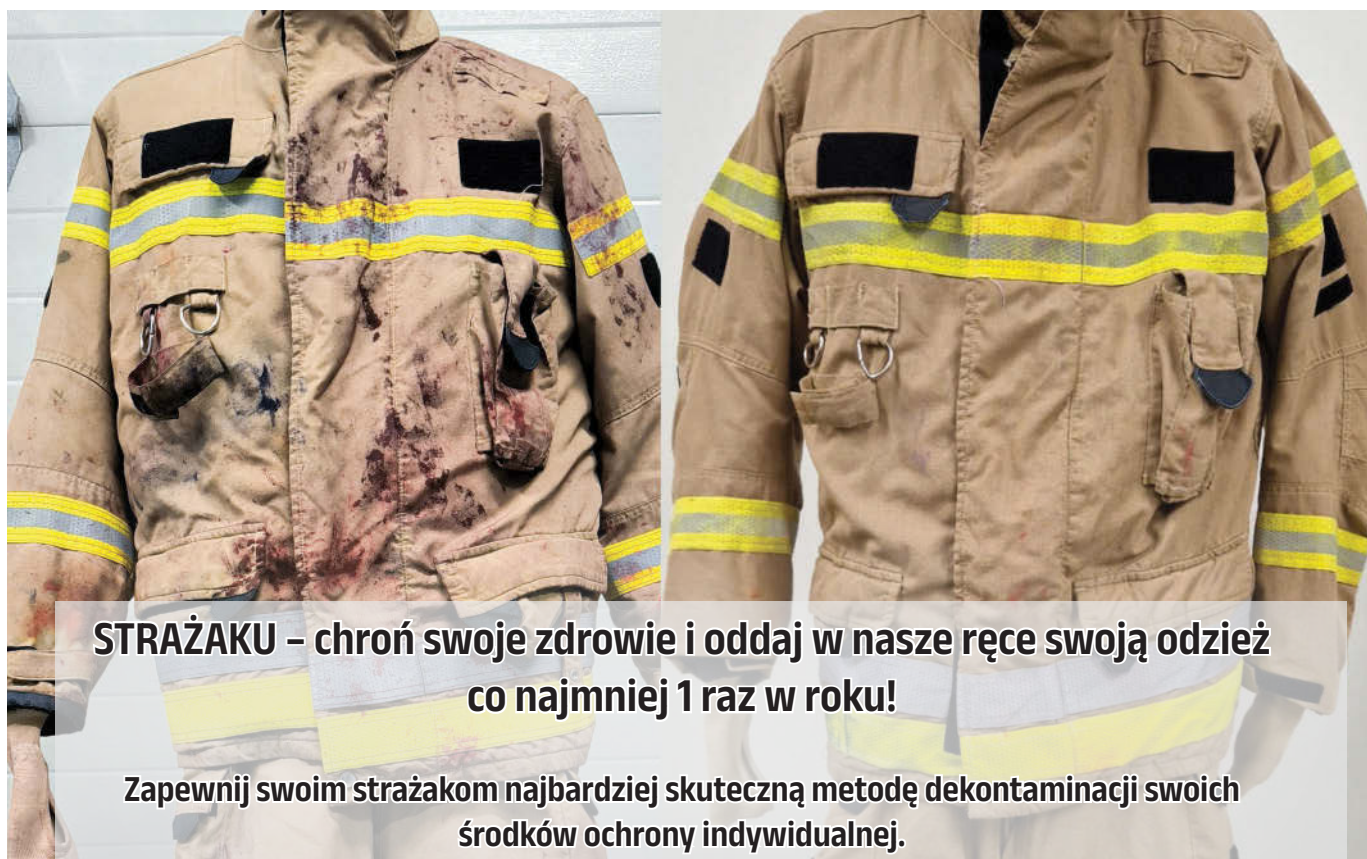 STRAŻAKU – chroń swoje zdrowie i oddaj w nasze ręce swoją odzież
co najmniej 1 raz w roku!
Zapewnij swoim strażakom najbardziej skuteczną metodę dekontaminacji swoich
środków ochrony indywidualnej.